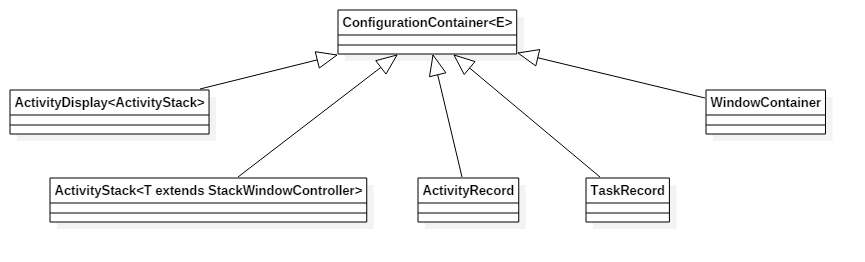 ConfigurationContainer<E>
ActivityDisplay<ActivityStack>
WindowContainer
ActivityStack<T extends StackWindowController>
ActivityRecord
TaskRecord